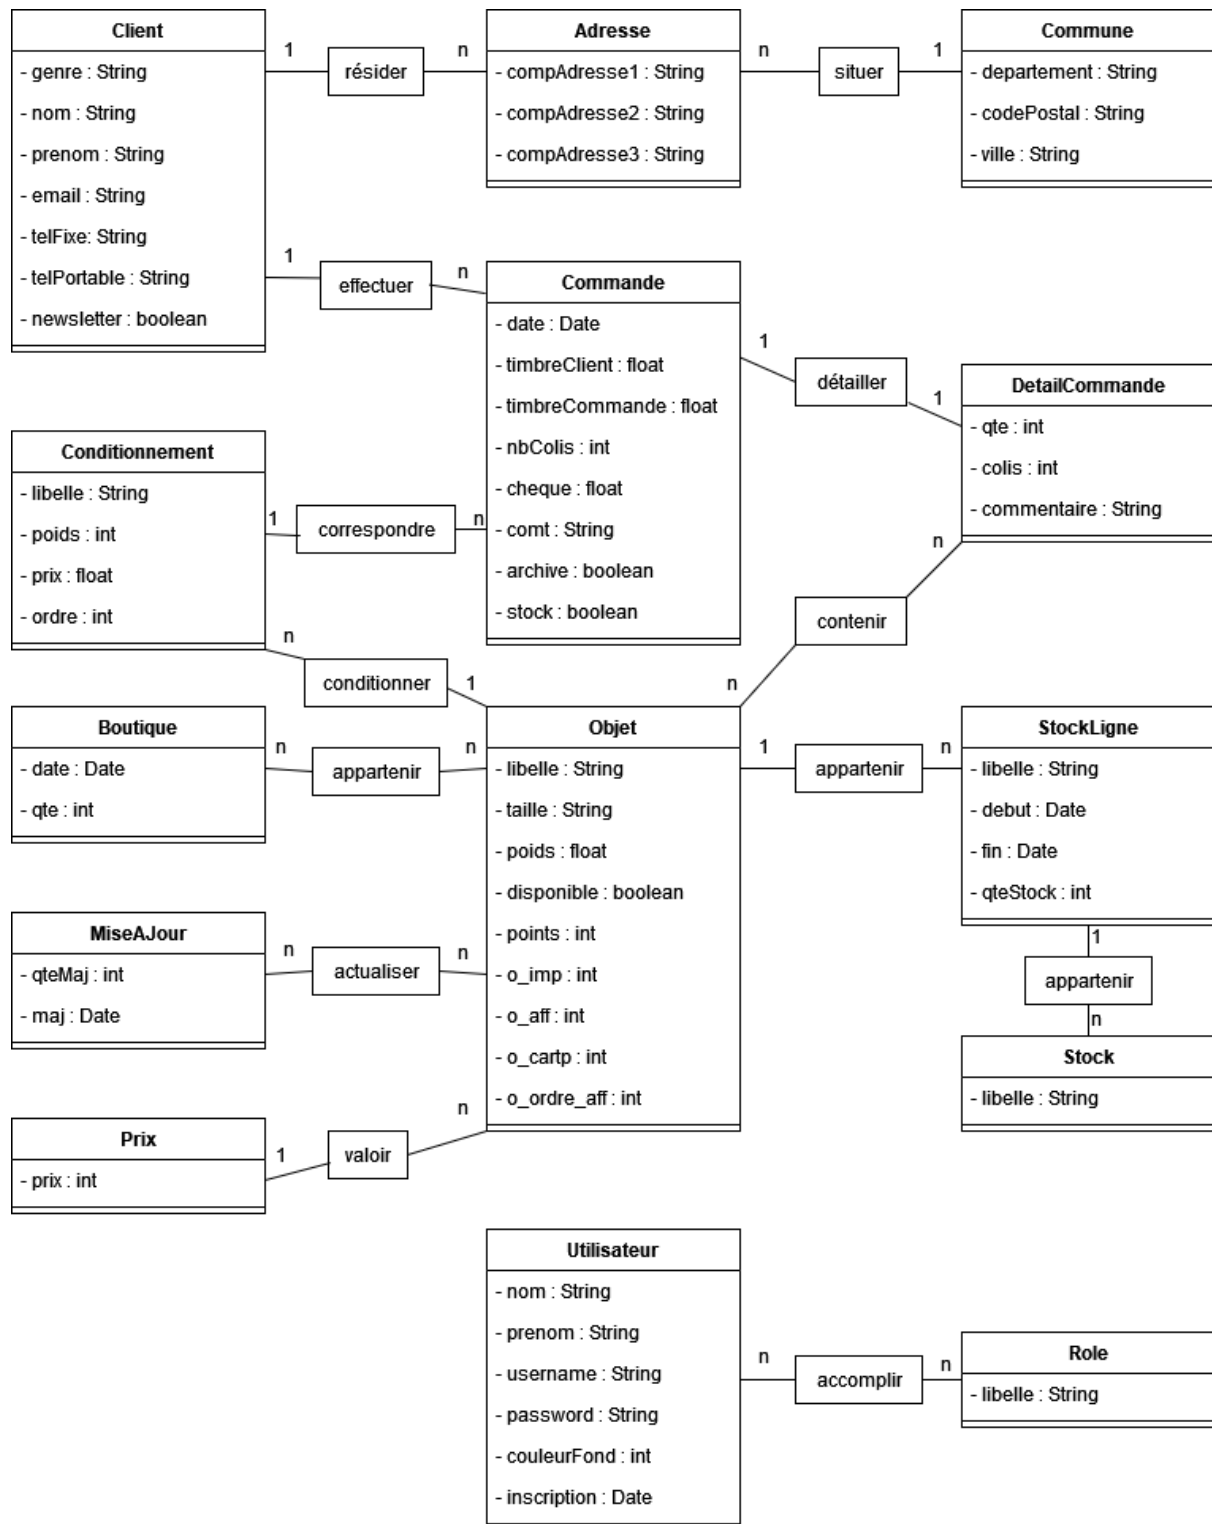 Client
- genre : String
- nom : String
- prenom : String
- email : String
- telFixe: String
- telPortable : String
- newsletter : boolean
1
résider
n
Adresse
- compAdresse1 : String
- compAdresse2 : String
- compAdresse3 : String
n
situer
1
Commune
- departement : String
- codePostal : String
- ville : String
1
effectuer
n
Commande
- date : Date
- timbreClient : float
- timbreCommande : float
- nbColis : int
- cheque : float
- comt : String
- archive : boolean
- stock : boolean
1
détailler
1
DetailCommande
- qte : int
- colis : int
- commentaire : String
Conditionnement
- libelle : String
- poids : int
- prix : float
- ordre : int
1
correspondre
n
n
contenir
n
n
conditionner
1
Boutique
- date : Date
- qte : int
n
appartenir
n
Objet
- libelle : String
- taille : String
- poids : float
- disponible : boolean
- points : int
- o_imp : int
- o_aff : int
- o_cartp : int
- o_ordre_aff : int
1
appartenir
n
StockLigne
- libelle : String
- debut : Date
- fin : Date
- qteStock : int
1
appartenir
n
Stock
- libelle : String
MiseAJour
- qteMaj : int
- maj : Date
n
actualiser
n
Prix
- prix : int
1
valoir
n
Utilisateur
- nom : String
- prenom : String
- username : String
- password : String
- couleurFond : int
- inscription : Date
n
accomplir
n
Role
- libelle : String